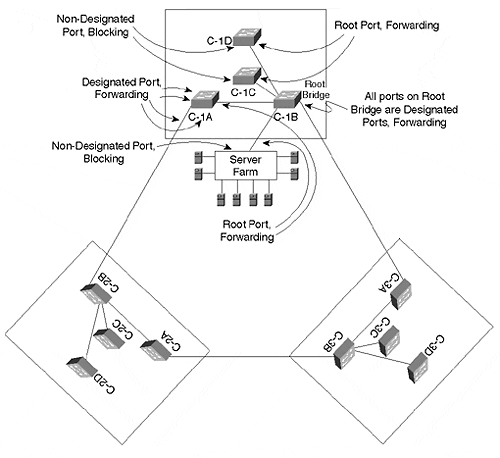 Non-Designated
Port, Blocking
C-1D
Root Port, Forwarding
C-1C
Designated Port,
Forwarding
Root
Bridge
All ports on Root
Bridge are Designated
Ports, Forwarding
C-1A
C-1B
Non-Designated Port,
Blocking
Server
Farm
Root Port,
Forwarding
C-2B
C-2C
C-2A
C-2D
C-3A
C-3C
C-3B
C-3D